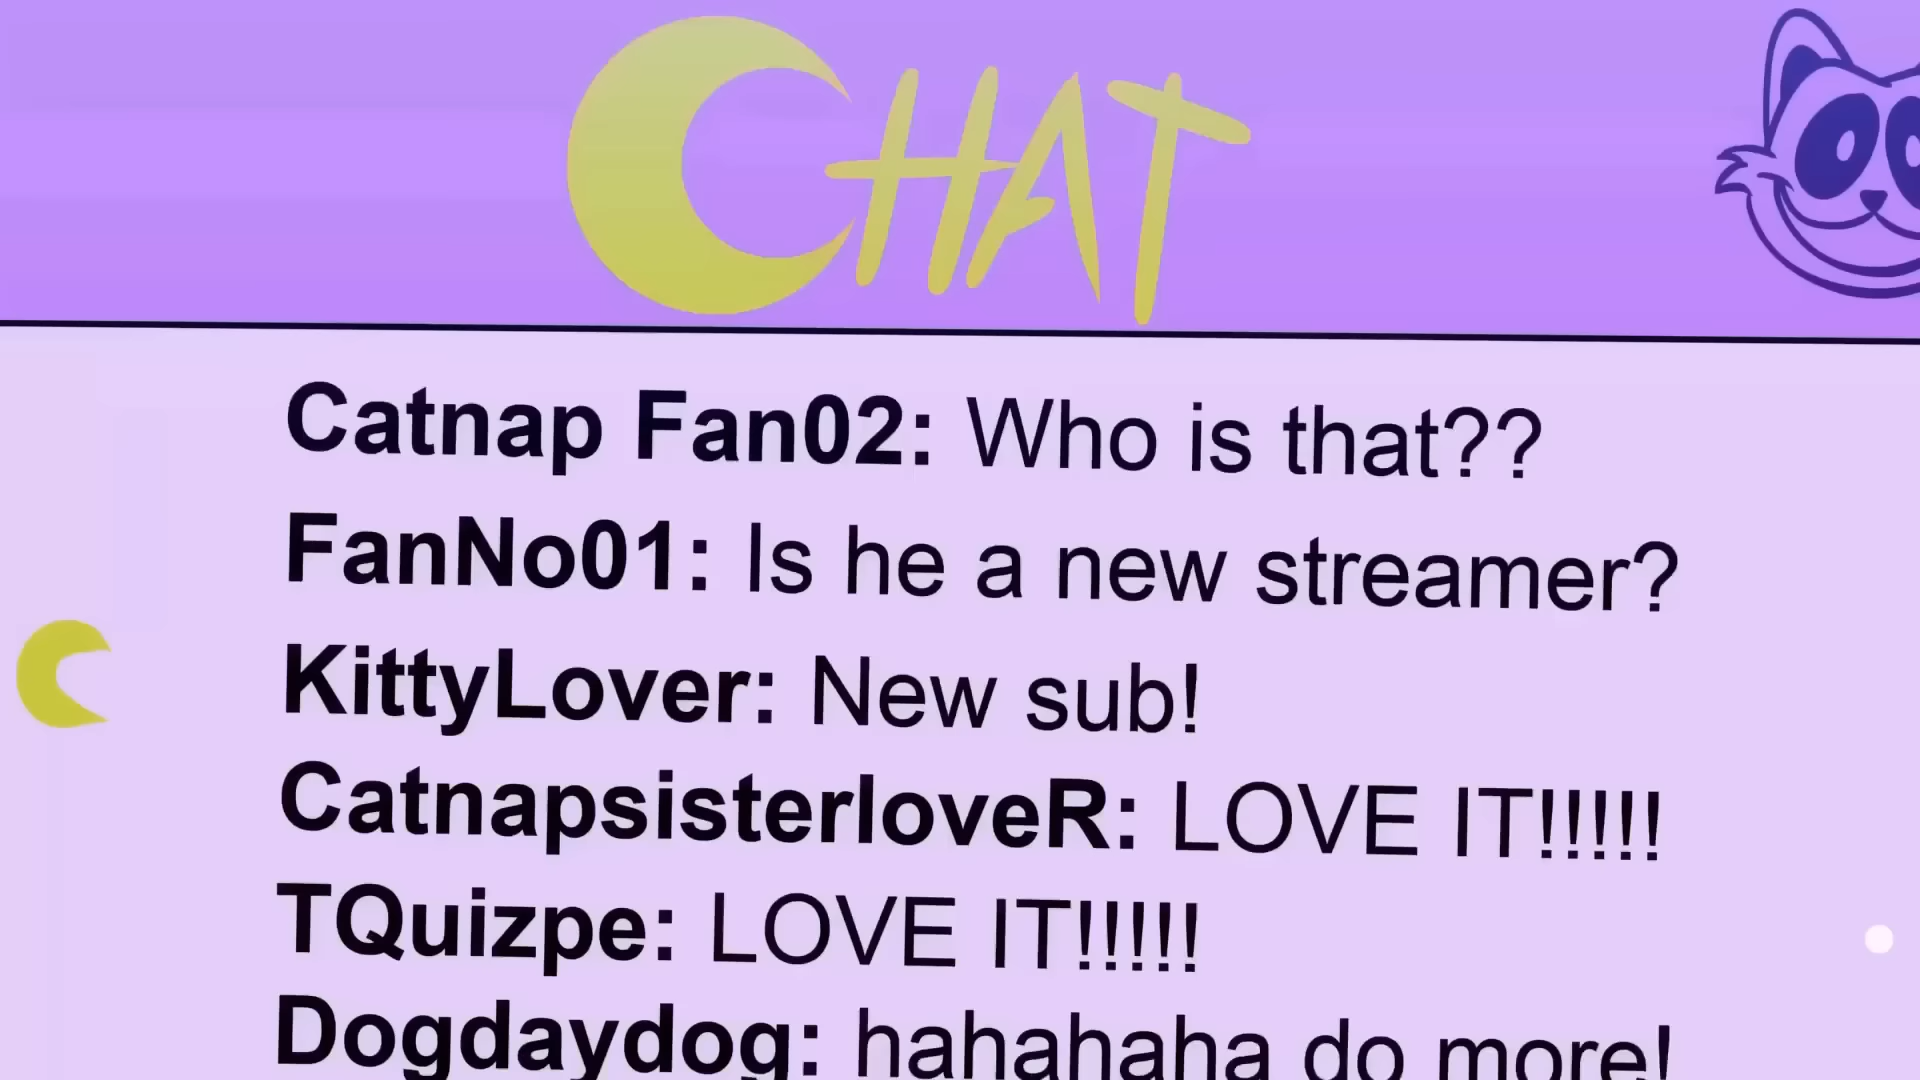 CHAT
Catnap Fan02: Who is that??
FanNo01: Is he a new streamer?
KittyLover: New sub!
CatnapsisterloveR: LOVE IT!!!!!
TQuizpe: LOVE IT!!!!!
Dogdaydog: hahahaha do more!